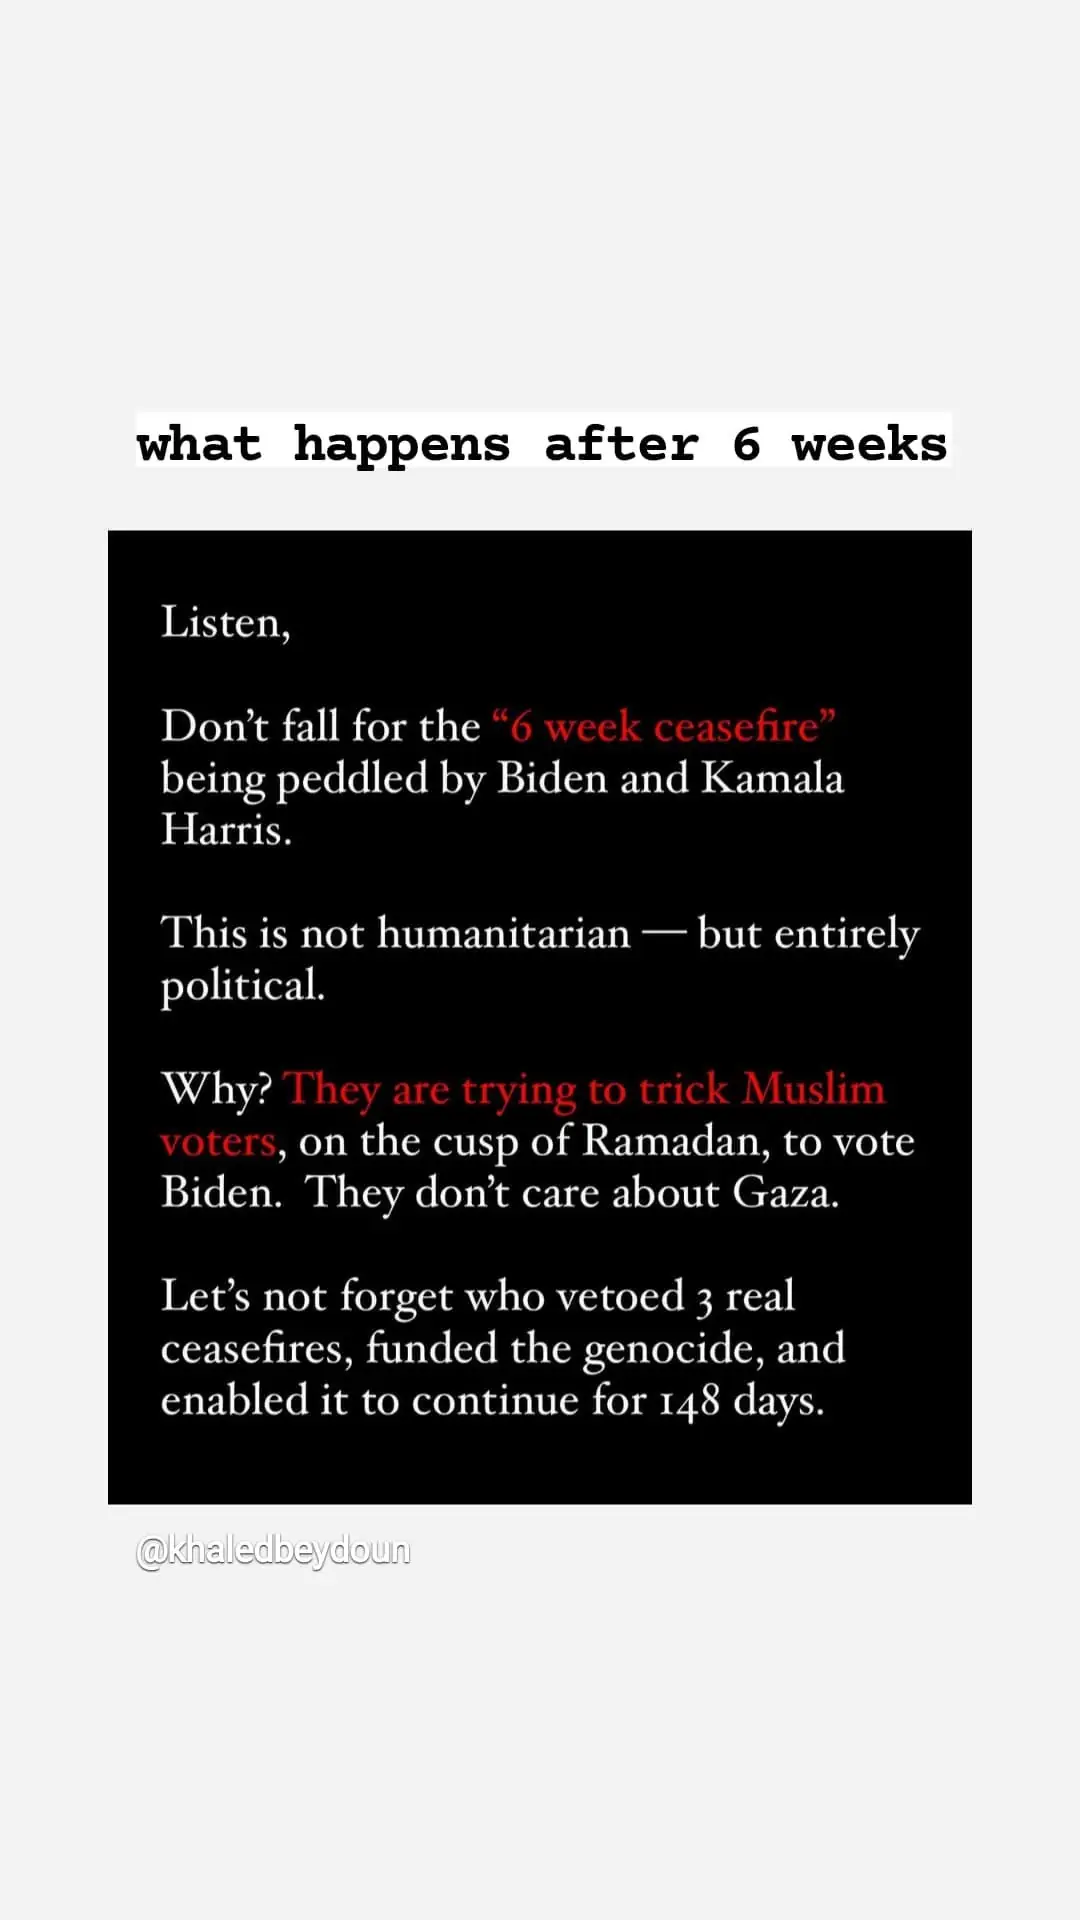 what happens after 6 weeks
Listen,
Don’t fall for the “6 week ceasefire”
being peddled by Biden and Kamala
Harris.
This is not humanitarian — but entirely
political.
Why? They are trying to trick Muslim
voters, on the cusp of Ramadan, to vote
Biden.  They don’t care about Gaza.
Let’s not forget who vetoed 3 real
ceasefires, funded the genocide, and
enabled it to continue for 148 days.
@khaledbeydoun